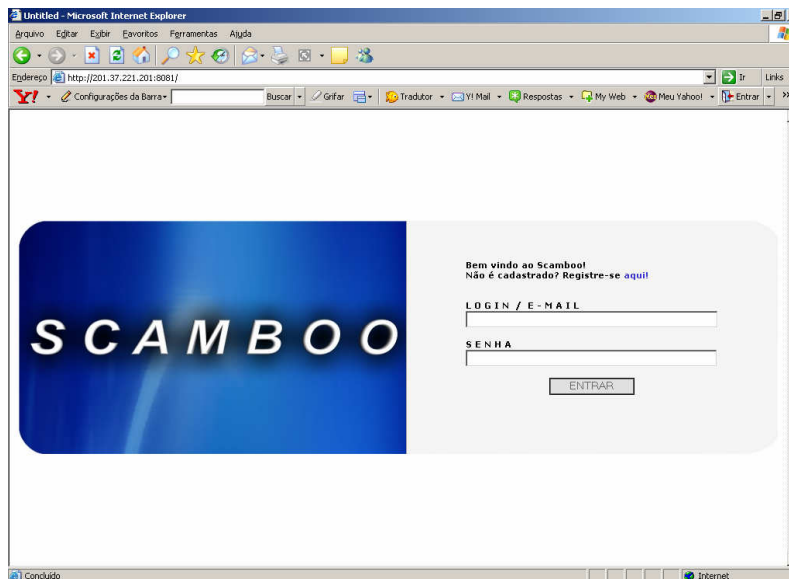 Untitled - Microsoft Internet Explorer
Arquivo Editar Exibir Favoritos Ferramentas Ajuda
Endereço http://201.37.221.201:8081/ Ir Links
Y! Configurações da Barra Buscar Grifar Tradutor Y! Mail Respostas My Web Meu Yahoo! Entrar »
Bem vindo ao Scamboo!
Não é cadastrado? Registre-se aqui!
LOGIN / E-MAIL
SCAMBOO
SENHA
ENTRAR
Concluído Internet